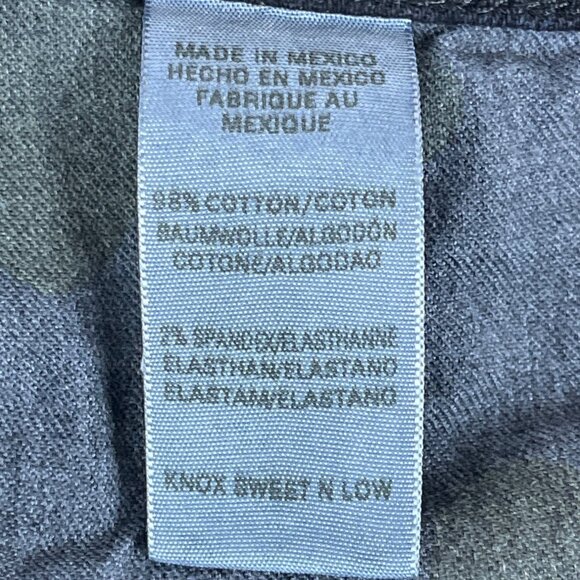 MADE IN MEXICO
HECHO EN MEXICO
FABRIQUE AU
MEXIQUE
98% COTTON/COTON
BAUMWOLLE/ALGODÓN
COTONE/ALGODAO
2% SPANDEX/ELASTHANNE
ELASTHAN/ELASTANO
ELASTAM/ELASTANO
KNOX SWEET N LOW